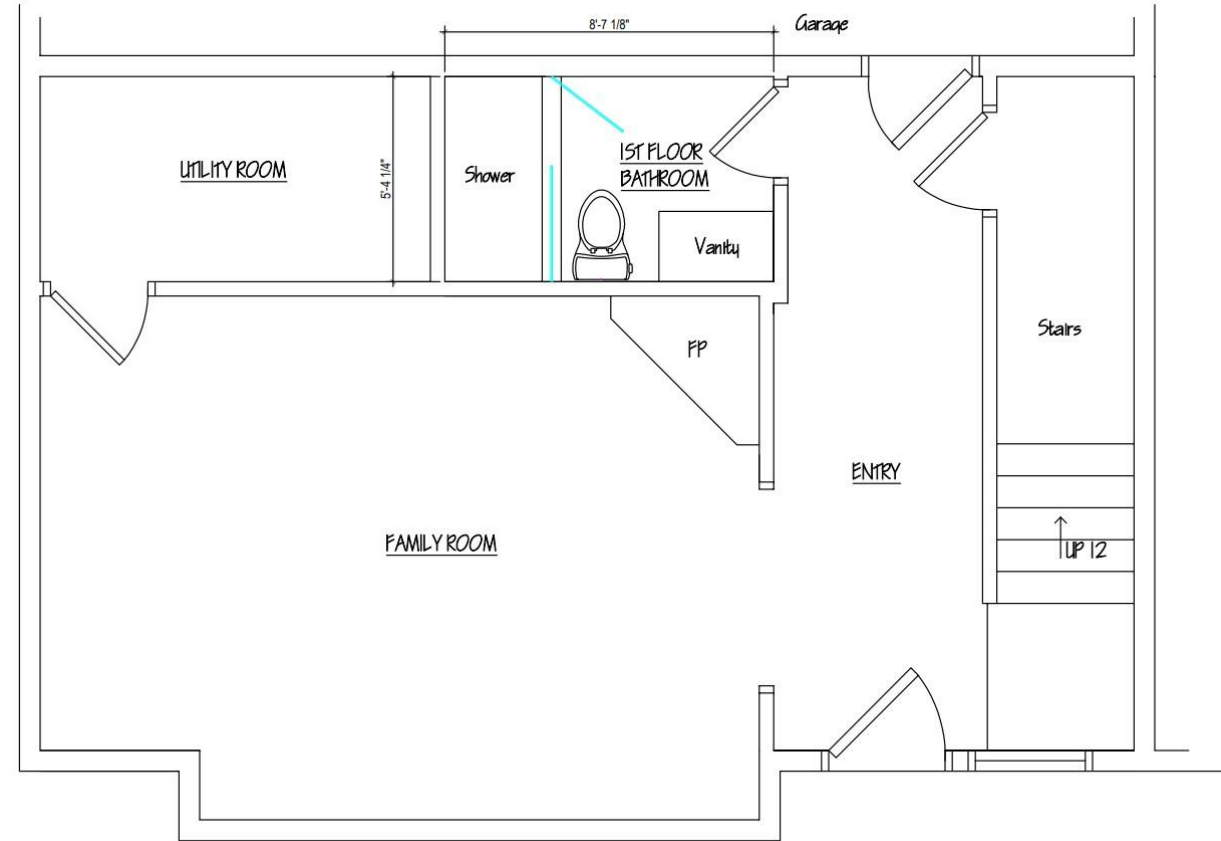 8'-7 1/8"
Garage
UTILITY ROOM
5'-4 1/4"
Shower
1ST FLOOR
BATHROOM
Vanity
FP
Stairs
ENTRY
FAMILY ROOM
UP 12